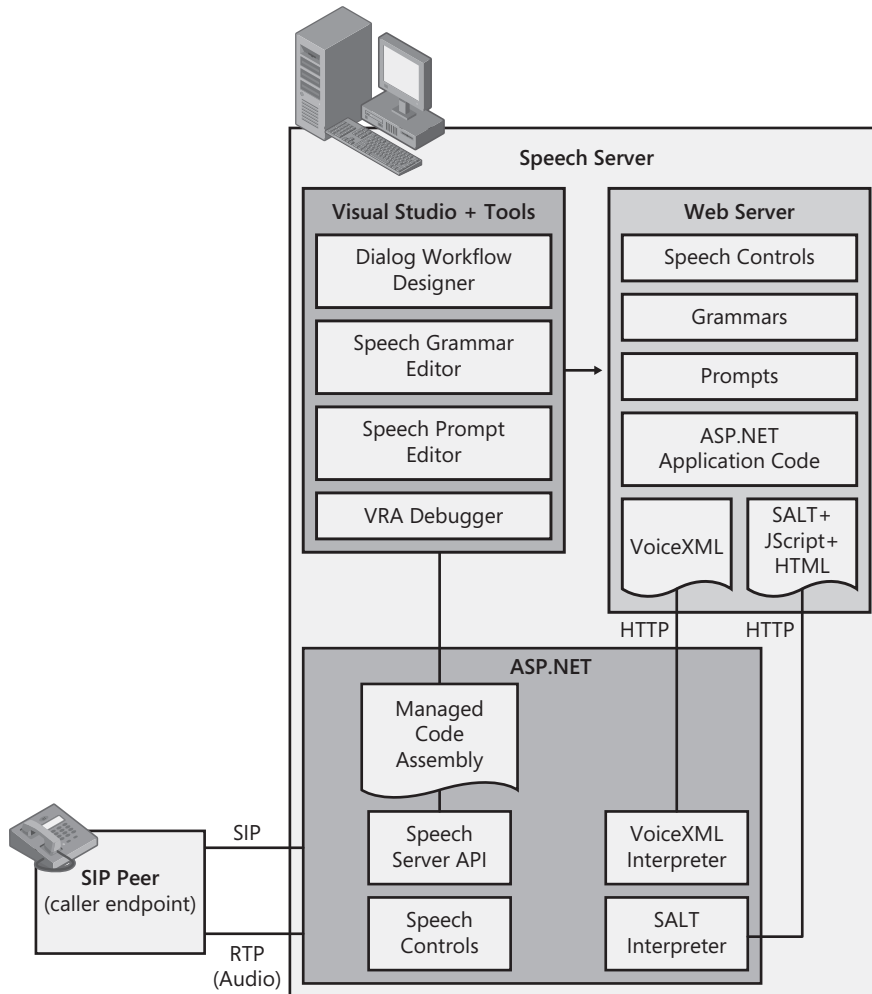 Speech Server
Visual Studio + Tools
Dialog Workflow
Designer
Speech Grammar
Editor
Speech Prompt
Editor
VRA Debugger
Web Server
Speech Controls
Grammars
Prompts
ASP.NET
Application Code
VoiceXML
SALT+
JScript+
HTML
HTTP
HTTP
ASP.NET
Managed
Code
Assembly
Speech
Server API
Speech
Controls
VoiceXML
Interpreter
SALT
Interpreter
SIP Peer
(caller endpoint)
SIP
RTP
(Audio)